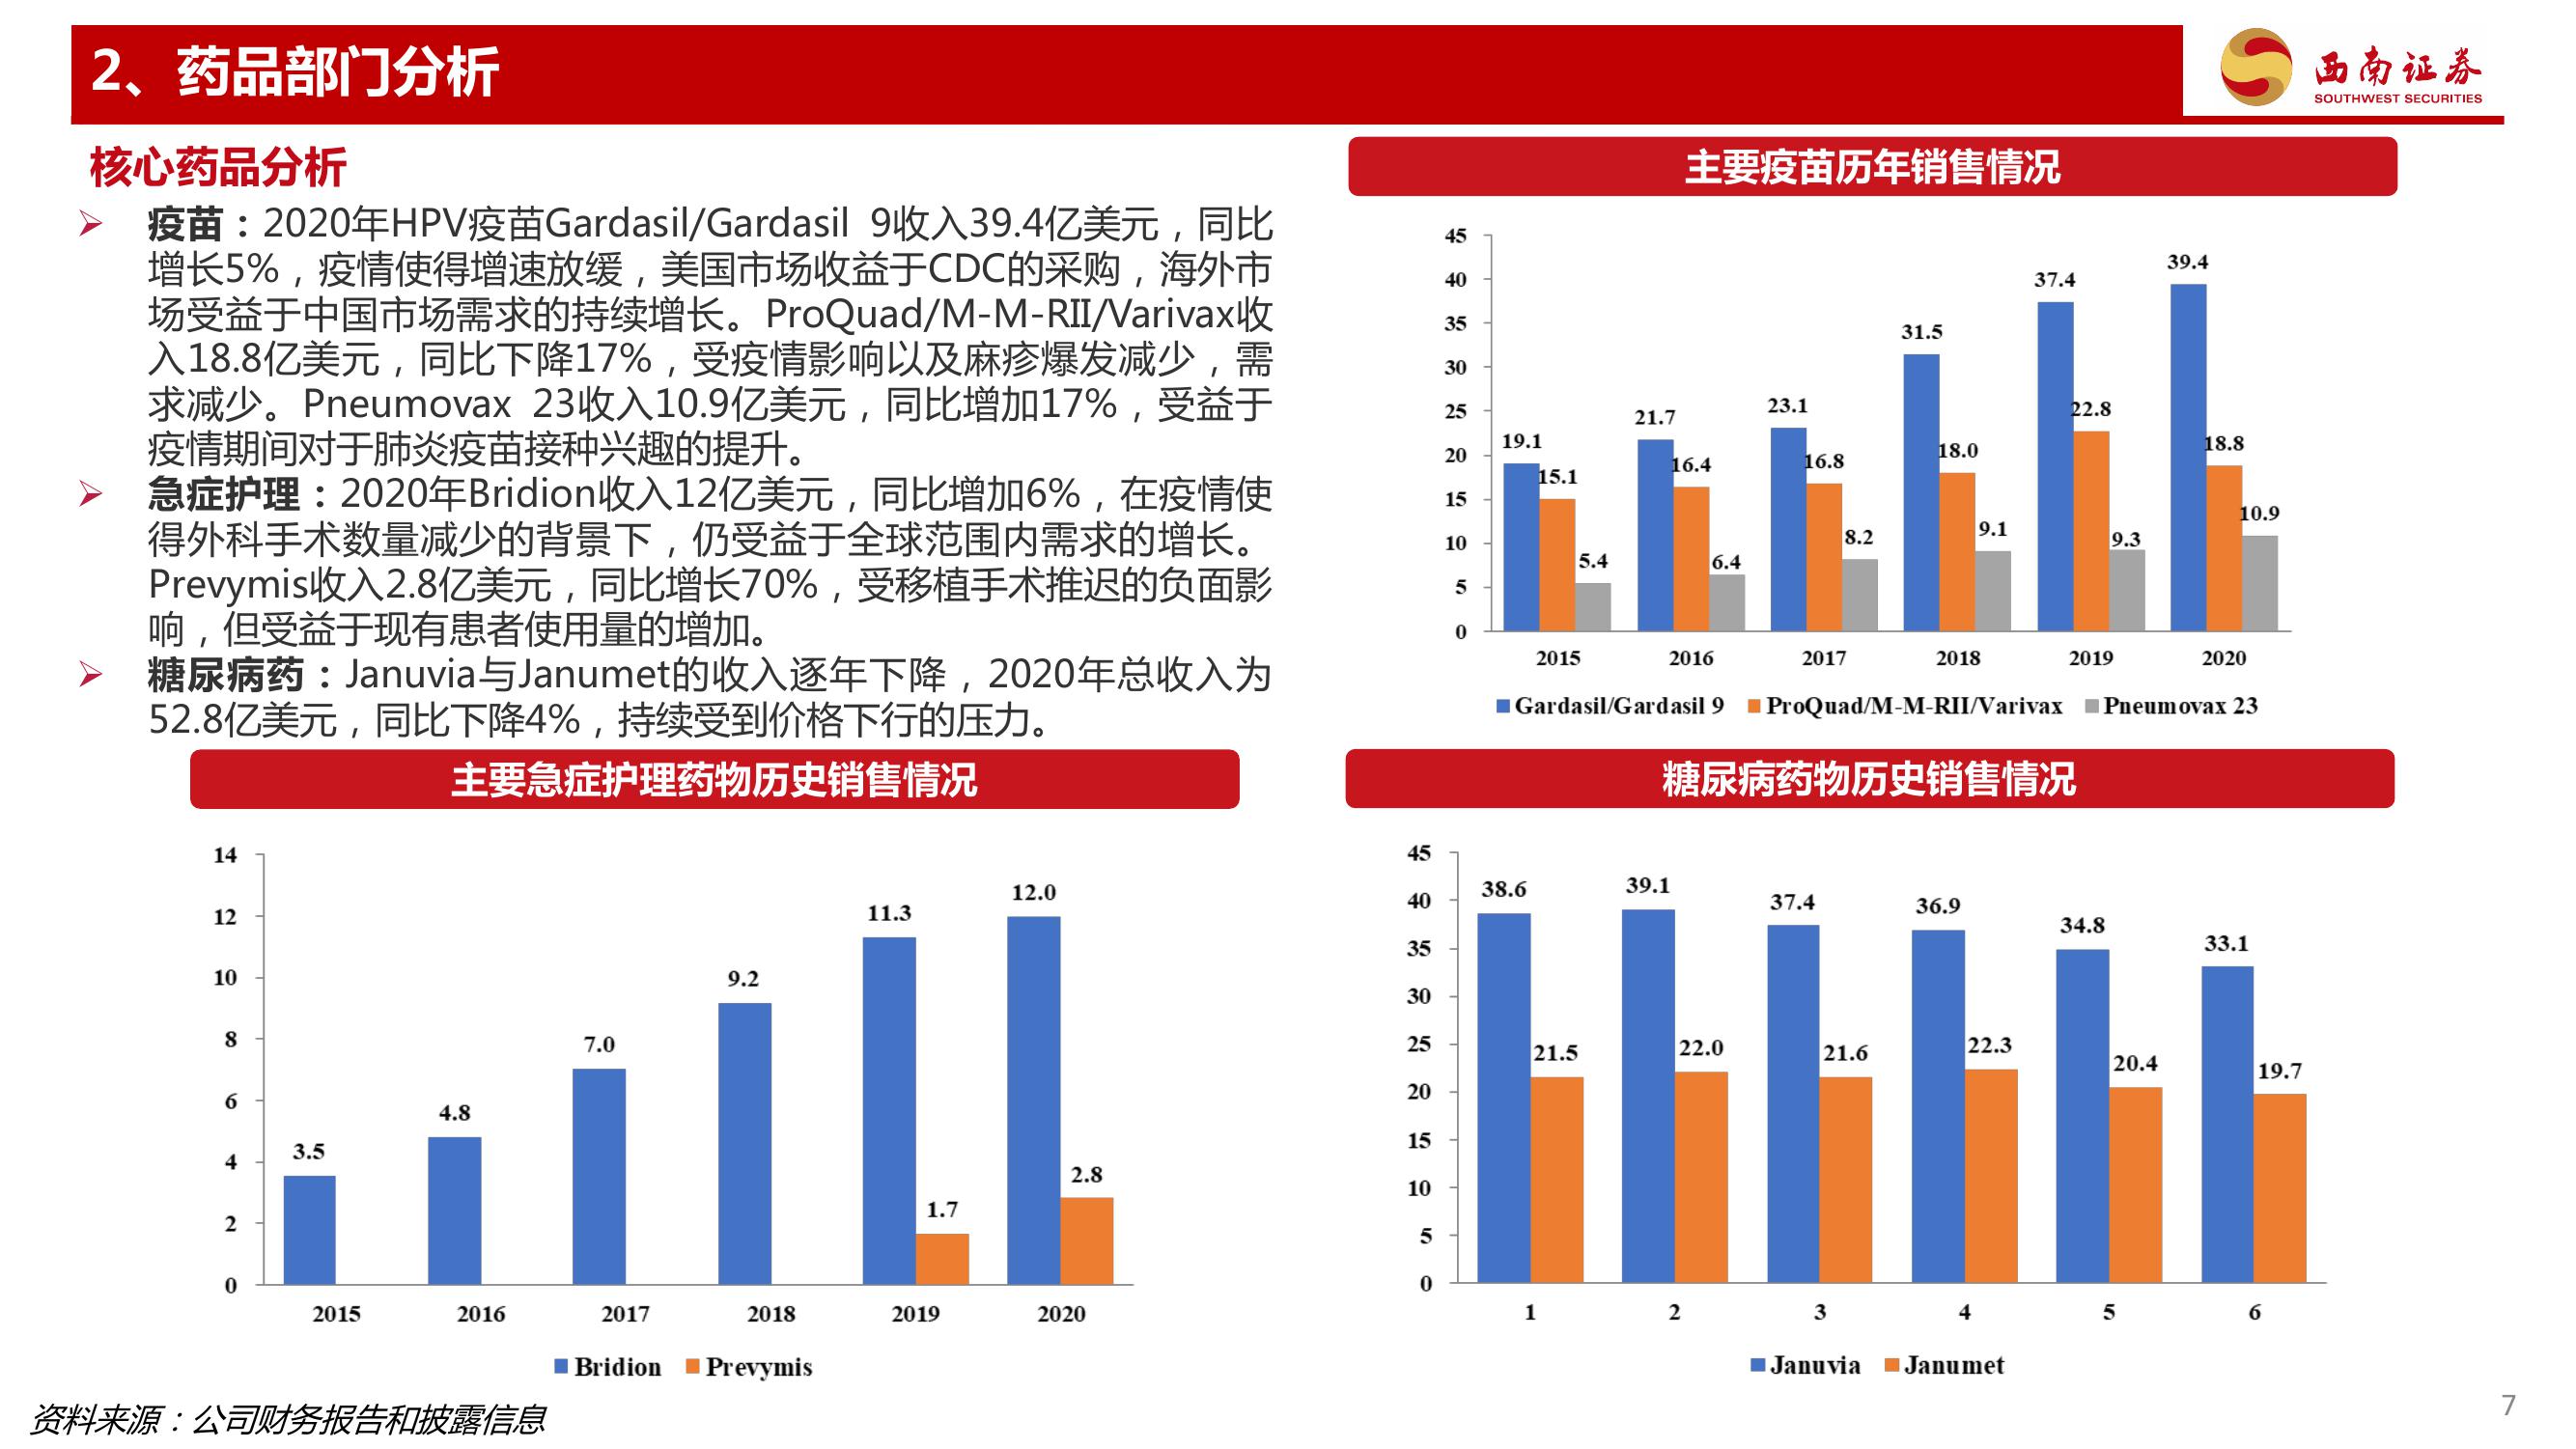 2、药品部门分析
西南证券
SOUTHWEST SECURITIES
核心药品分析
疫苗：2020年HPV疫苗Gardasil/Gardasil 9收入39.4亿美元，同比
增长5%，疫情使得增速放缓，美国市场收益于CDC的采购，海外市
场受益于中国市场需求的持续增长。ProQuad/M-M-RII/Varivax收
入18.8亿美元，同比下降17%，受疫情影响以及麻疹爆发减少，需
求减少。Pneumovax 23收入10.9亿美元，同比增加17%，受益于
疫情期间对于肺炎疫苗接种兴趣的提升。
急症护理：2020年Bridion收入12亿美元，同比增加6%，在疫情使
得外科手术数量减少的背景下，仍受益于全球范围内需求的增长。
Prevymis收入2.8亿美元，同比增长70%，受移植手术推迟的负面影
响，但受益于现有患者使用量的增加。
糖尿病药：Januvia与Janumet的收入逐年下降，2020年总收入为
52.8亿美元，同比下降4%，持续受到价格下行的压力。
主要疫苗历年销售情况
45
40
35
30
25
20
15
10
5
0
19.1
15.1
5.4
21.7
16.4
6.4
23.1
16.8
8.2
31.5
18.0
9.1
37.4
22.8
9.3
39.4
18.8
10.9
2015 2016 2017 2018 2019 2020
Gardasil/Gardasil 9 ProQuad/M-M-RII/Varivax Pneumovax 23
主要急症护理药物历史销售情况
14
12
10
8
6
4
2
0
3.5
4.8
7.0
9.2
11.3
1.7
12.0
2.8
2015 2016 2017 2018 2019 2020
Bridion Prevymis
糖尿病药物历史销售情况
45
40
35
30
25
20
15
10
5
0
38.6
21.5
39.1
22.0
37.4
21.6
36.9
22.3
34.8
20.4
33.1
19.7
1 2 3 4 5 6
Januvia Janumet
资料来源：公司财务报告和披露信息
7